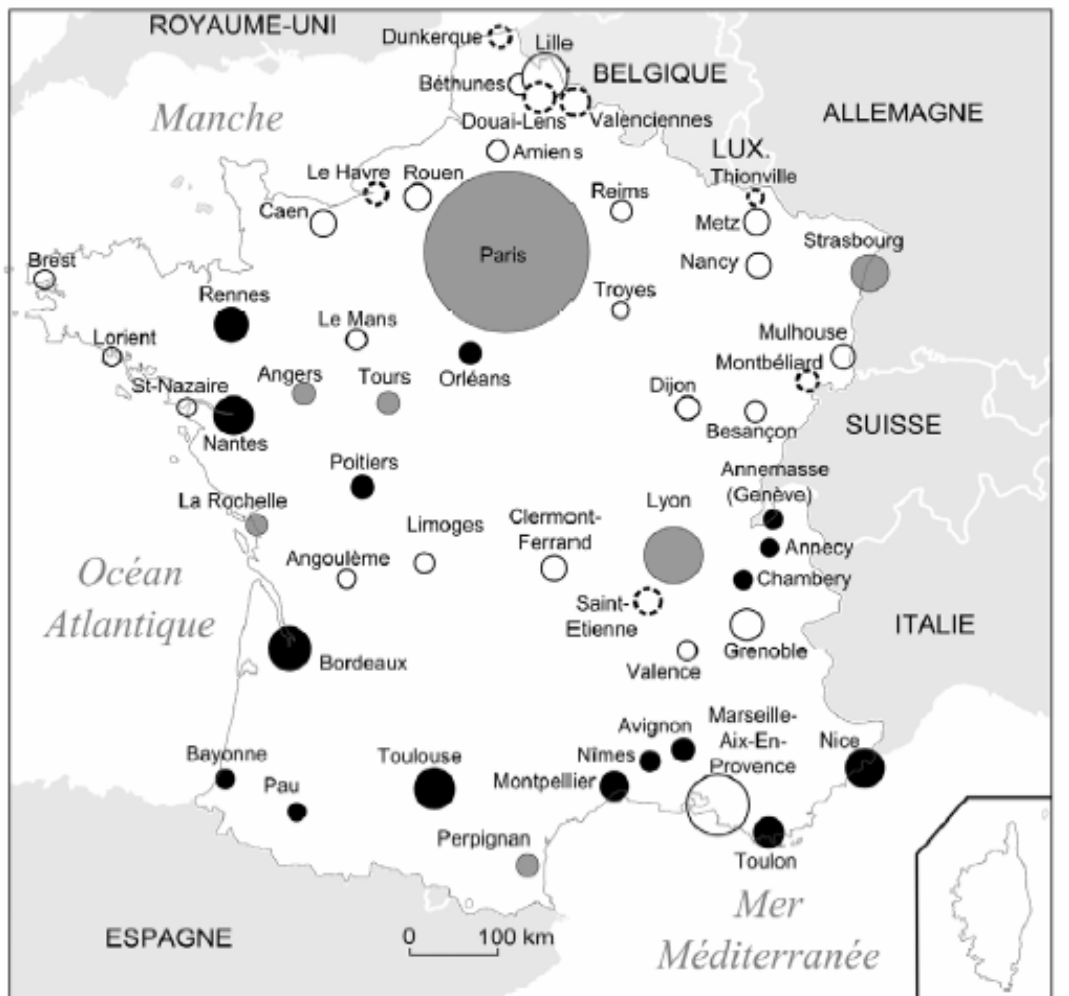 ROYAUME-UNI
Dunkerque
Lille
Béthunes
BELGIQUE
Manche
Douai-Lens
Valenciennes
ALLEMAGNE
Amiens
LUX.
Thionville
Le Havre
Rouen
Reims
Caen
Metz
Strasbourg
Paris
Nancy
Brest
Rennes
Troyes
Le Mans
Lorient
Mulhouse
Montbéliard
Orléans
Angers
Tours
St-Nazaire
Dijon
Nantes
Besançon
SUISSE
Poitiers
Annemasse
(Genève)
La Rochelle
Lyon
Limoges
Clermont-
Ferrand
Annecy
Angoulème
Chambery
Océan
Atlantique
Saint-
Etienne
ITALIE
Grenoble
Bordeaux
Valence
Marseille-
Aix-En-
Provence
Avignon
Nice
Bayonne
Toulouse
Nîmes
Montpellier
Pau
Perpignan
Toulon
Mer
Méditerranée
ESPAGNE
0 100 km